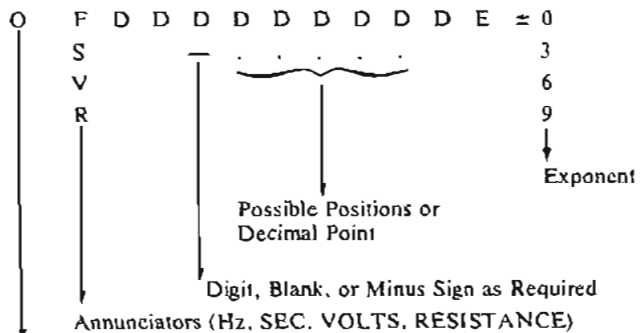 O F D D D D D D D D D E ± 0
S — . . . . . 3
V 6
R 9
Exponent
Possible Positions or
Decimal Point
Digit, Blank, or Minus Sign as Required
Annunciators (Hz, SEC. VOLTS, RESISTANCE)